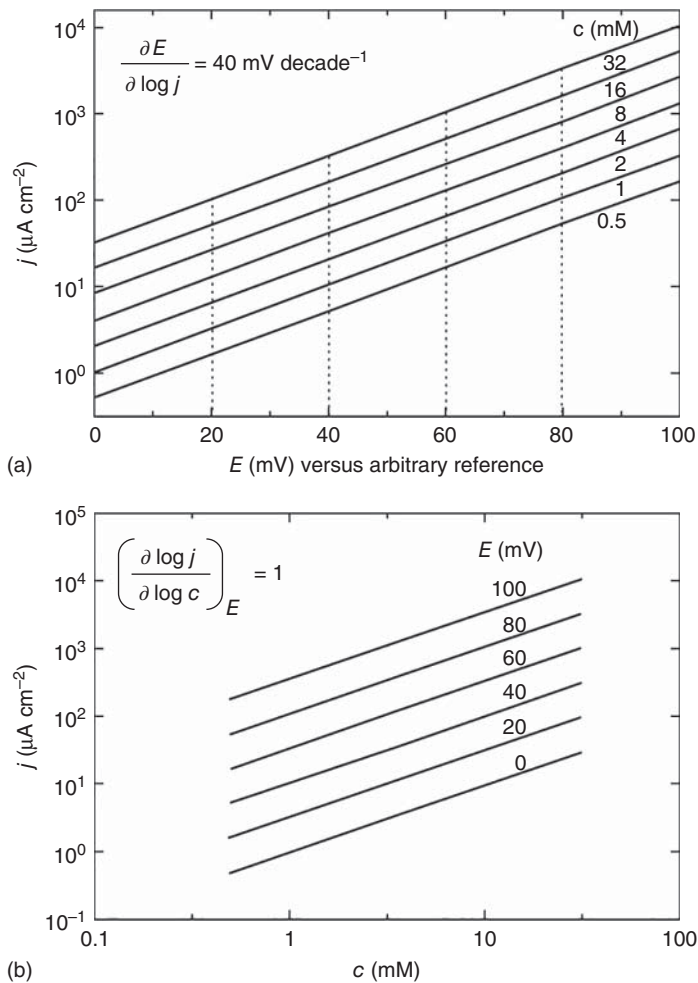 10⁴
10³
10²
10¹
10⁰
j (μA cm⁻²)
∂E
∂ log j
= 40 mV decade⁻¹
c (mM)
32
16
8
4
2
1
0.5
0 20 40 60 80 100
(a)
E (mV) versus arbitrary reference
10⁵
10⁴
10³
10²
10¹
10⁰
10⁻¹
j (μA cm⁻²)
∂ log j
∂ log c
E
= 1
E (mV)
100
80
60
40
20
0
0.1 1 10 100
(b)
c (mM)